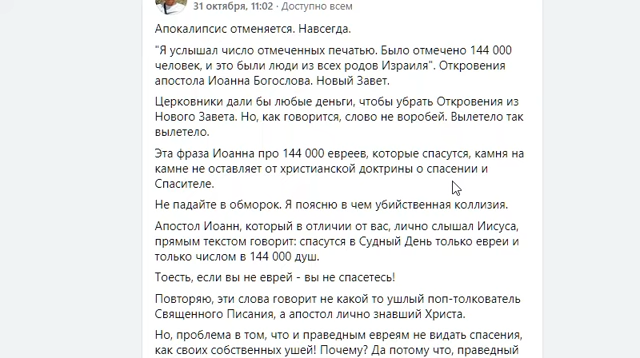 31 октября, 11:02 · Доступно всем
Апокалипсис отменяется. Навсегда.
"Я услышал число отмеченных печатью. Было отмечено 144 000
человек, и это были люди из всех родов Израиля". Откровения
апостола Иоанна Богослова. Новый Завет.
Церковники дали бы любые деньги, чтобы убрать Откровения из
Нового Завета. Но, как говорится, слово не воробей. Вылетело так
вылетело.
Эта фраза Иоанна про 144 000 евреев, которые спасутся, камня на
камне не оставляет от христианской доктрины о спасении и
Спасителе.
Не падайте в обморок. Я поясню в чем убийственная коллизия.
Апостол Иоанн, который в отличии от вас, лично слышал Иисуса,
прямым текстом говорит: спасутся в Судный День только евреи и
только числом в 144 000 душ.
Тоесть, если вы не еврей - вы не спасетесь!
Повторяю, эти слова говорит не какой то ушлый поп-толкователь
Священного Писания, а апостол лично знавший Христа.
Но, проблема в том, что и праведным евреям не видать спасения,
как своих собственных ушей! Почему? Да потому что, праведный